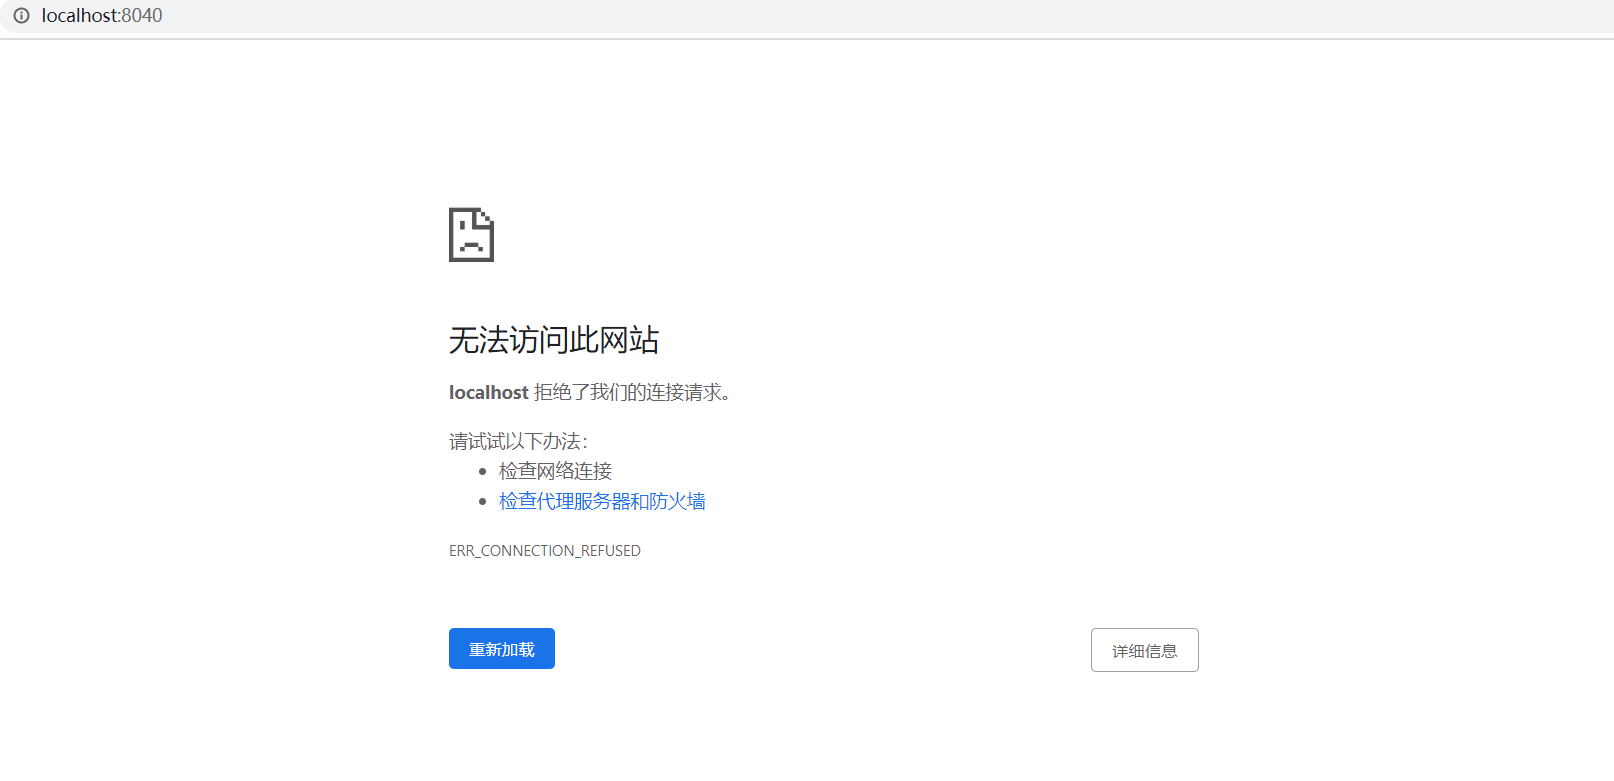 localhost:8040
无法访问此网站
localhost 拒绝了我们的连接请求。
请试试以下办法：
检查网络连接
检查代理服务器和防火墙
ERR_CONNECTION_REFUSED
重新加载
详细信息